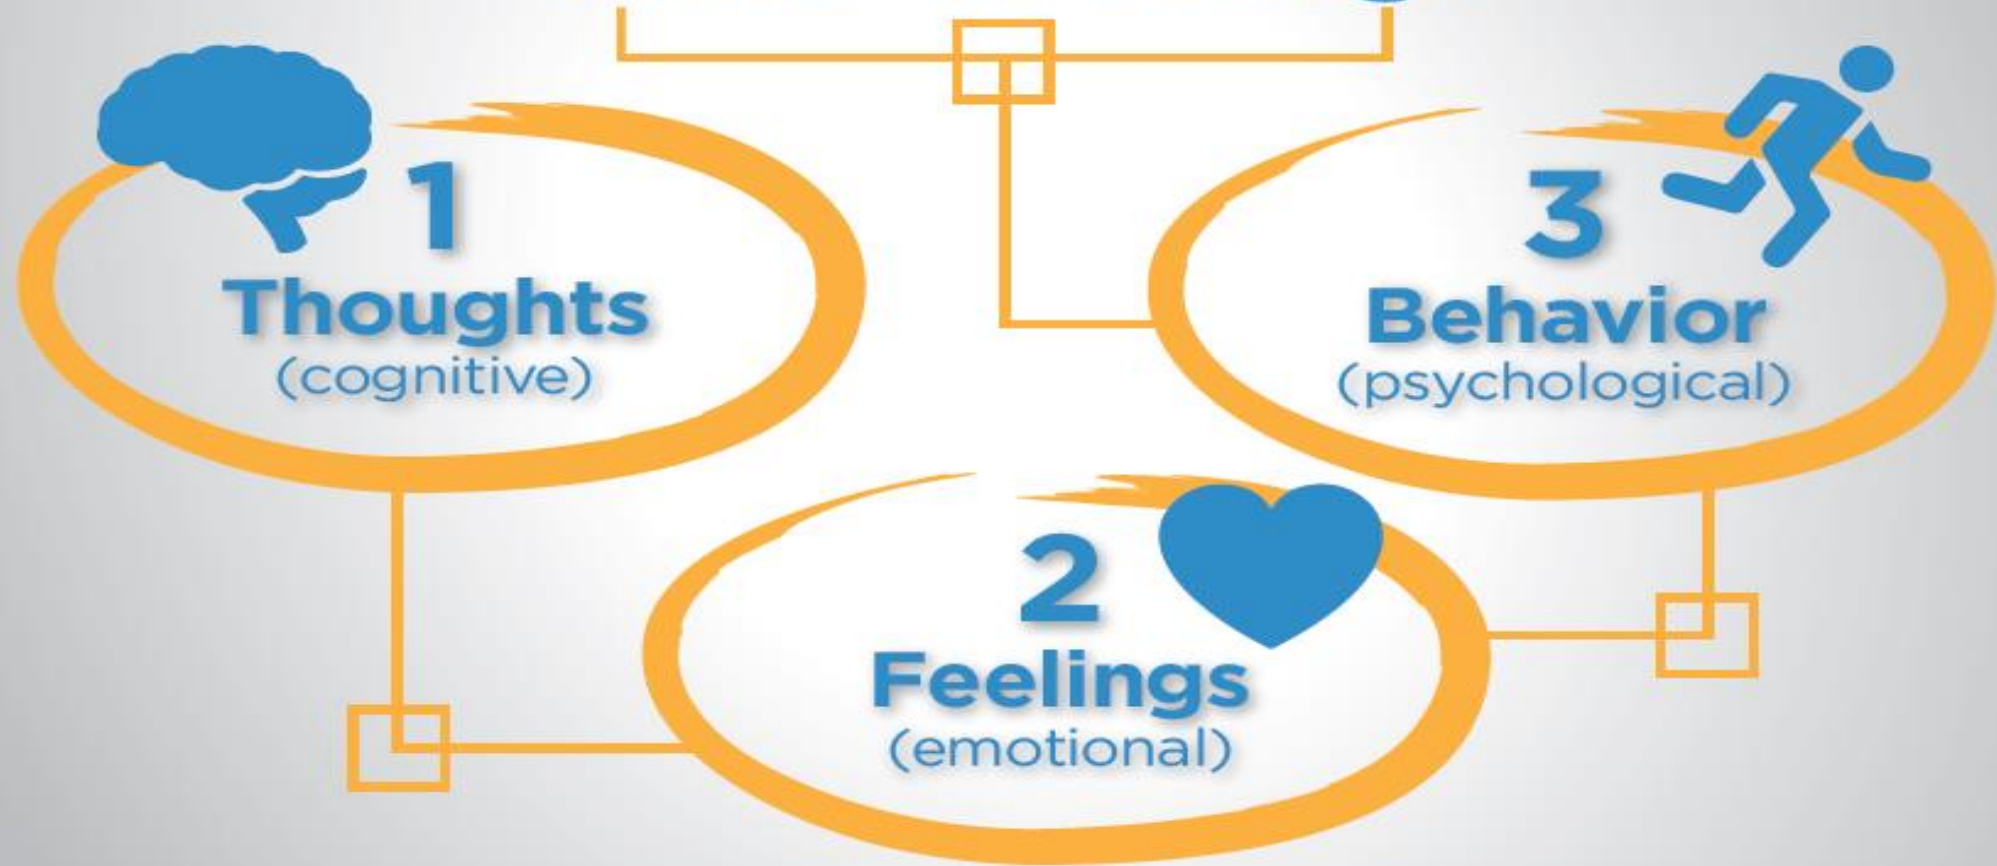 1
Thoughts
(cognitive)
2
Feelings
(emotional)
3
Behavior
(psychological)